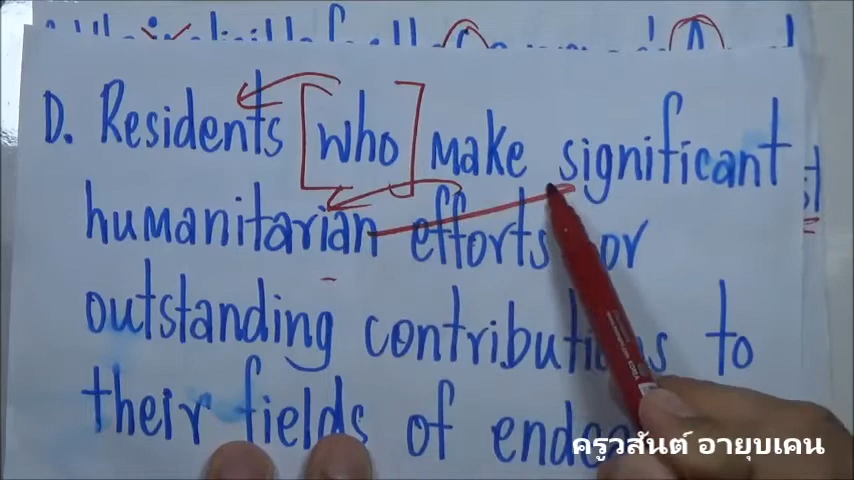 D. Residents [who] make significant
humanitarian efforts or
outstanding contributions to
their fields of
ครูวสันต์ อายุบเคน